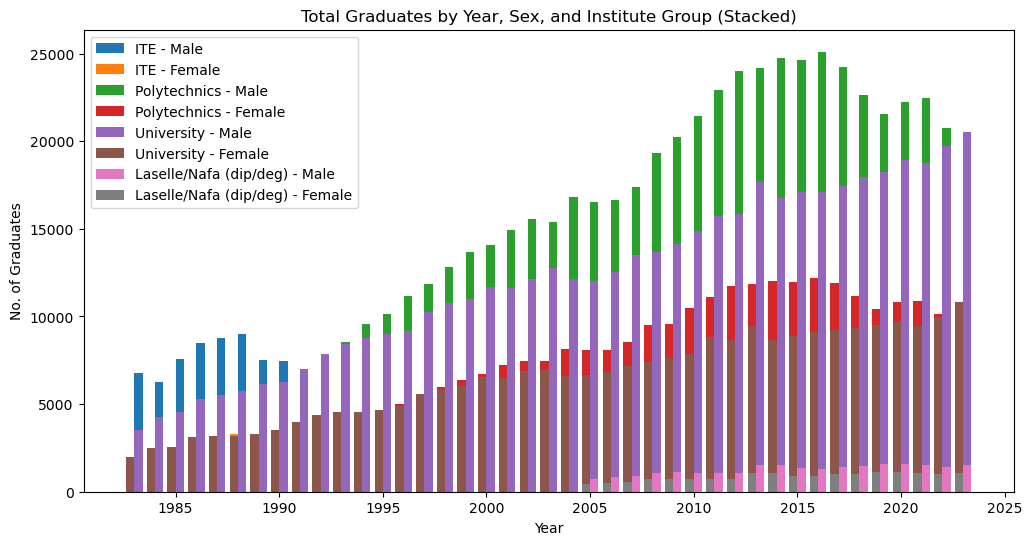 Total Graduates by Year, Sex, and Institute Group (Stacked)
ITE - Male
ITE - Female
Polytechnics - Male
Polytechnics - Female
University - Male
University - Female
Laselle/Nafa (dip/deg) - Male
Laselle/Nafa (dip/deg) - Female
No. of Graduates
25000
20000
15000
10000
5000
0
1985 1990 1995 2000 2005 2010 2015 2020 2025
Year